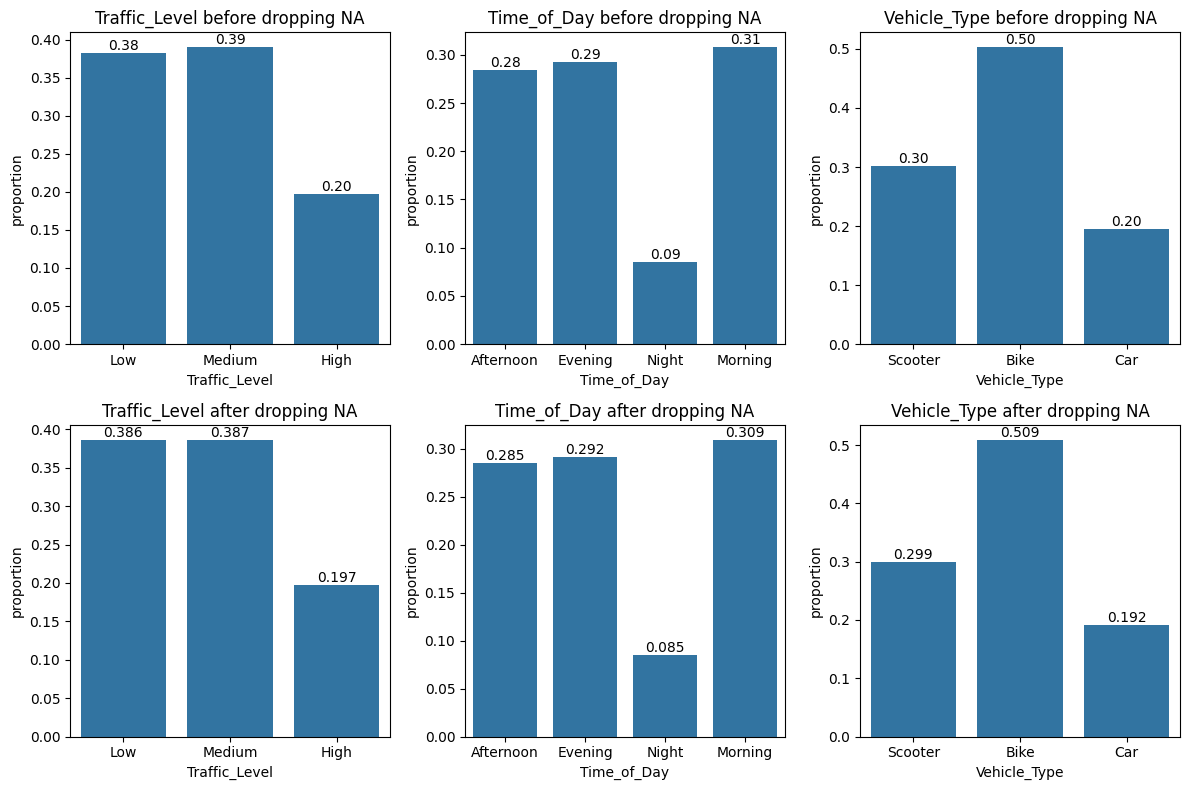 Traffic_Level before dropping NA
0.40
0.35
0.30
0.25
0.20
0.15
0.10
0.05
0.00
proportion
0.38
0.39
0.20
Low
Medium
High
Traffic_Level
Time_of_Day before dropping NA
0.30
0.25
0.20
0.15
0.10
0.05
0.00
proportion
0.28
0.29
0.09
0.31
Afternoon
Evening
Night
Morning
Time_of_Day
Vehicle_Type before dropping NA
0.5
0.4
0.3
0.2
0.1
0.0
proportion
0.30
0.50
0.20
Scooter
Bike
Car
Vehicle_Type
Traffic_Level after dropping NA
0.40
0.35
0.30
0.25
0.20
0.15
0.10
0.05
0.00
proportion
0.386
0.387
0.197
Low
Medium
High
Traffic_Level
Time_of_Day after dropping NA
0.30
0.25
0.20
0.15
0.10
0.05
0.00
proportion
0.285
0.292
0.085
0.309
Afternoon
Evening
Night
Morning
Time_of_Day
Vehicle_Type after dropping NA
0.5
0.4
0.3
0.2
0.1
0.0
proportion
0.299
0.509
0.192
Scooter
Bike
Car
Vehicle_Type